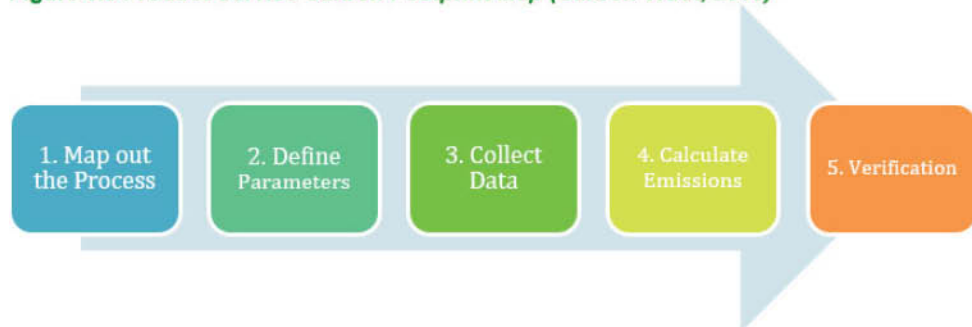 1. Map out
the Process
2. Define
Parameters
3. Collect
Data
4. Calculate
Emissions
5. Verification